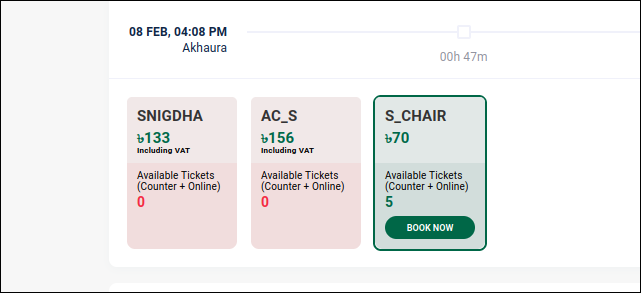 08 FEB, 04:08 PM
Akhaura
00h 47m
SNIGDHA
৳133
Including VAT
Available Tickets
(Counter + Online)
0
AC_S
৳156
Including VAT
Available Tickets
(Counter + Online)
0
S_CHAIR
৳70
Available Tickets
(Counter + Online)
5
BOOK NOW